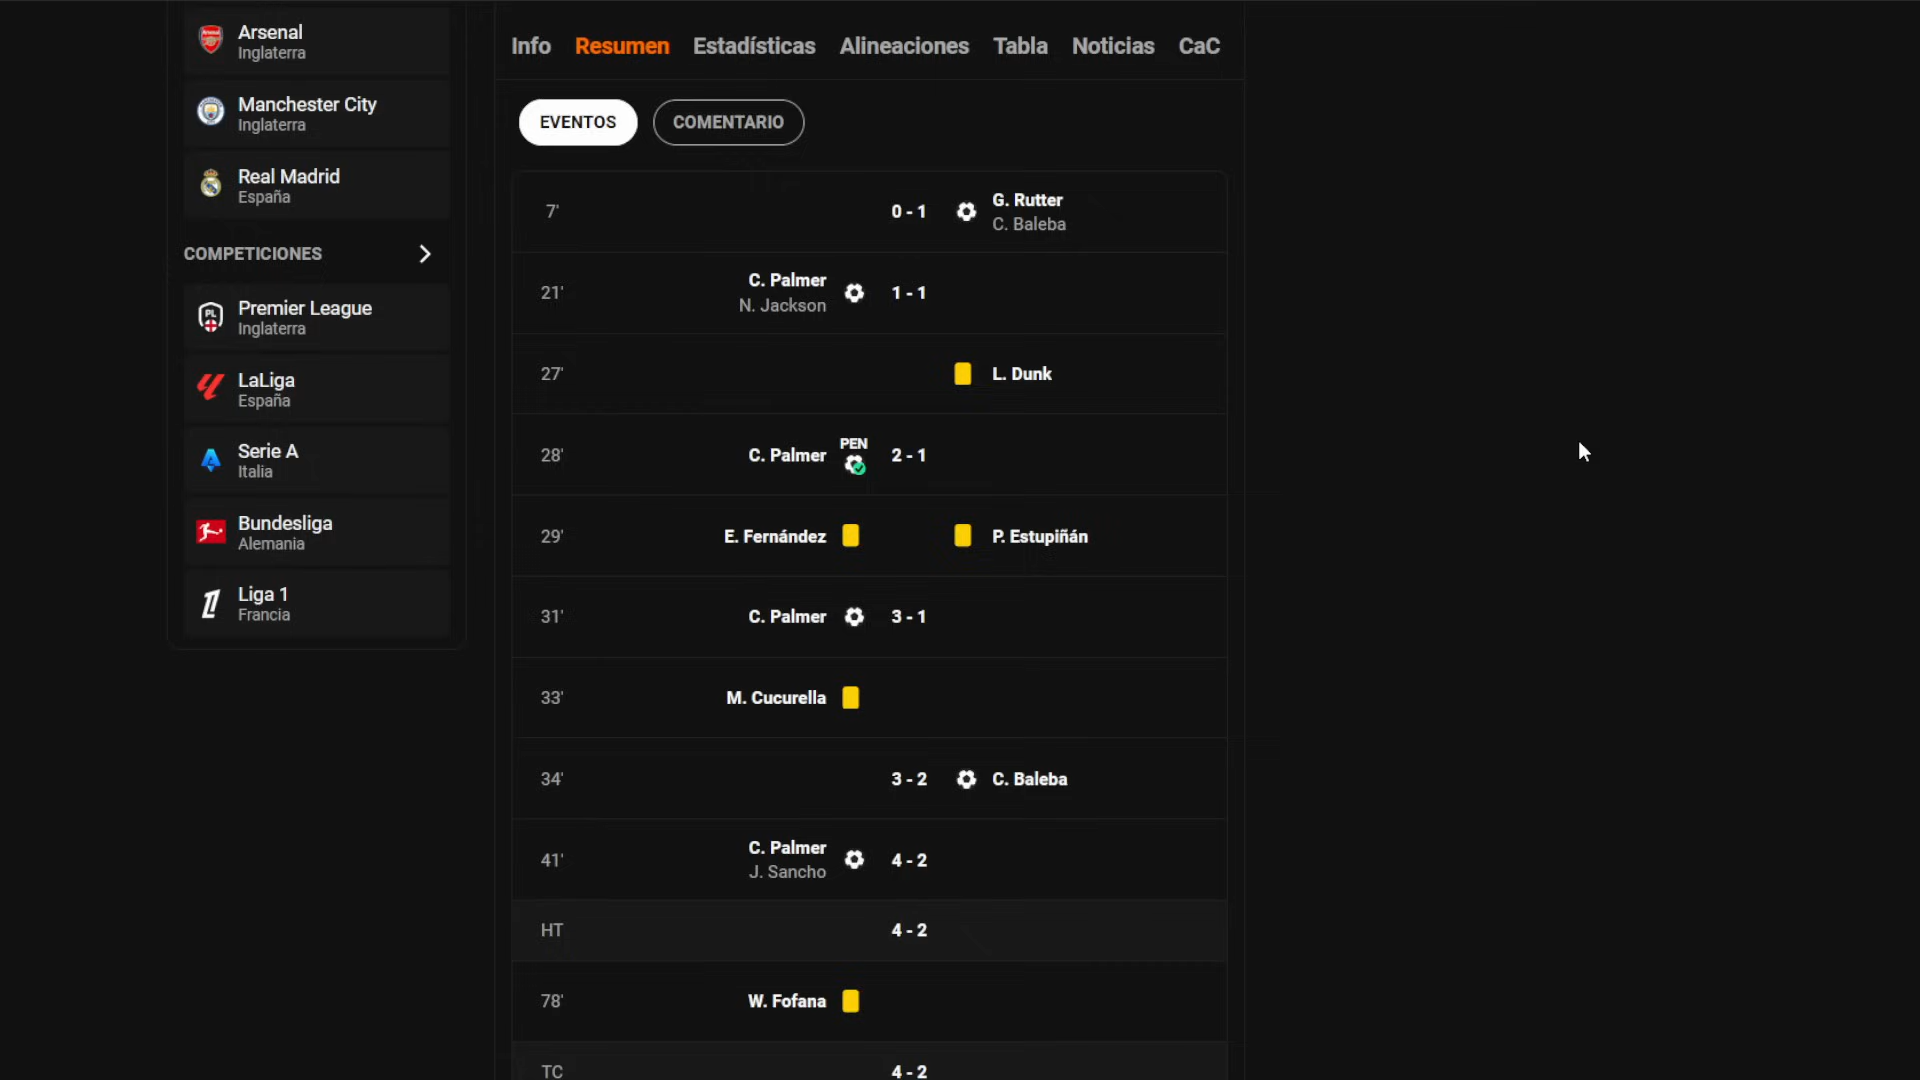 Arsenal
Inglaterra
Manchester City
Inglaterra
Real Madrid
España
COMPETICIONES
Premier League
Inglaterra
LaLiga
España
Serie A
Italia
Bundesliga
Alemania
Liga 1
Francia
Info Resumen Estadísticas Alineaciones Tabla Noticias CaC
EVENTOS COMENTARIO
7' 0 - 1 G. Rutter
C. Baleba
21' C. Palmer 1 - 1
N. Jackson
27' L. Dunk
28' C. Palmer PEN 2 - 1
29' E. Fernández P. Estupiñán
31' C. Palmer 3 - 1
33' M. Cucurella
34' 3 - 2 C. Baleba
41' C. Palmer 4 - 2
J. Sancho
HT 4 - 2
78' W. Fofana
TC 4 - 2